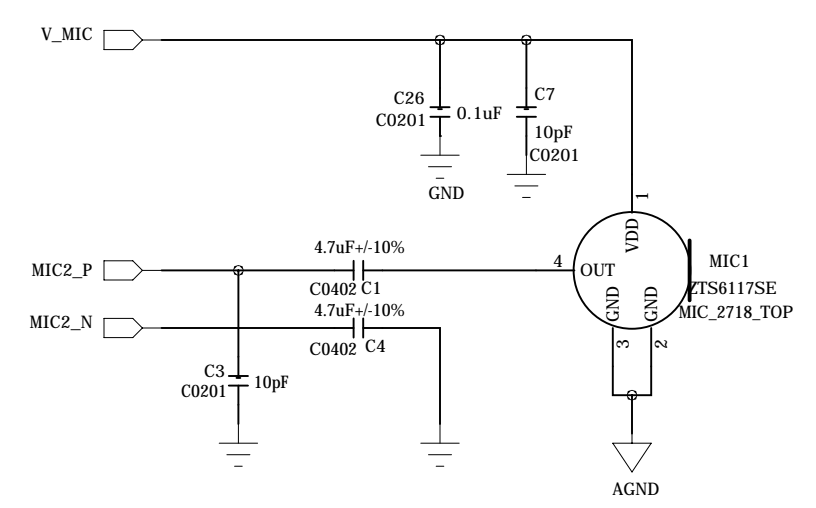 V_MIC
C26
C0201
0.1uF
C7
10pF
C0201
GND
1
VDD
MIC2_P
4.7uF+/-10%
C0402 C1
4
OUT
MIC1
ZTS6117SE
MIC_2718_TOP
MIC2_N
4.7uF+/-10%
C0402 C4
GND
GND
3
2
C3
C0201
10pF
AGND